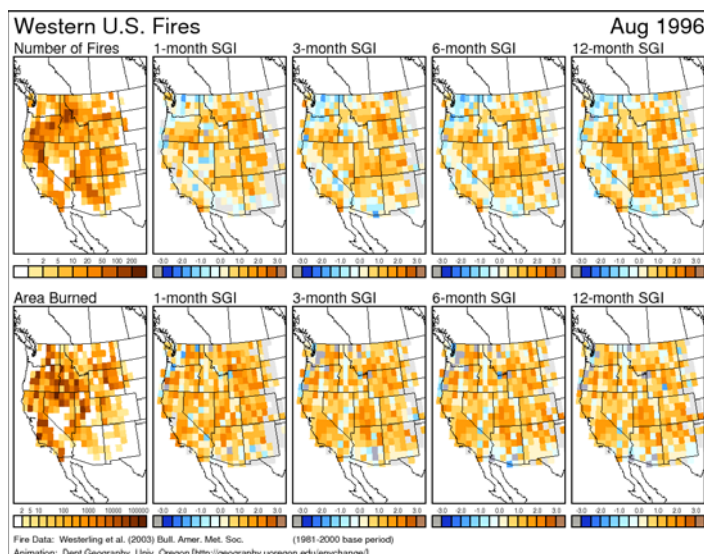 Western U.S. Fires Aug 1996
Number of Fires 1-month SGI 3-month SGI 6-month SGI 12-month SGI
1 2 5 10 20 50 100 200 -3.0 -2.0 -1.0 0.0 1.0 2.0 3.0 -3.0 -2.0 -1.0 0.0 1.0 2.0 3.0 -3.0 -2.0 -1.0 0.0 1.0 2.0 3.0 -3.0 -2.0 -1.0 0.0 1.0 2.0 3.0
Area Burned 1-month SGI 3-month SGI 6-month SGI 12-month SGI
2 5 10 100 1000 10000 100000 -3.0 -2.0 -1.0 0.0 1.0 2.0 3.0 -3.0 -2.0 -1.0 0.0 1.0 2.0 3.0 -3.0 -2.0 -1.0 0.0 1.0 2.0 3.0 -3.0 -2.0 -1.0 0.0 1.0 2.0 3.0
Fire Data: Westerling et al. (2003) Bull. Amer. Met. Soc. (1981-2000 base period)
Animation: Dept Geography, Univ. Oregon [http://geography.uoregon.edu/envchange/]